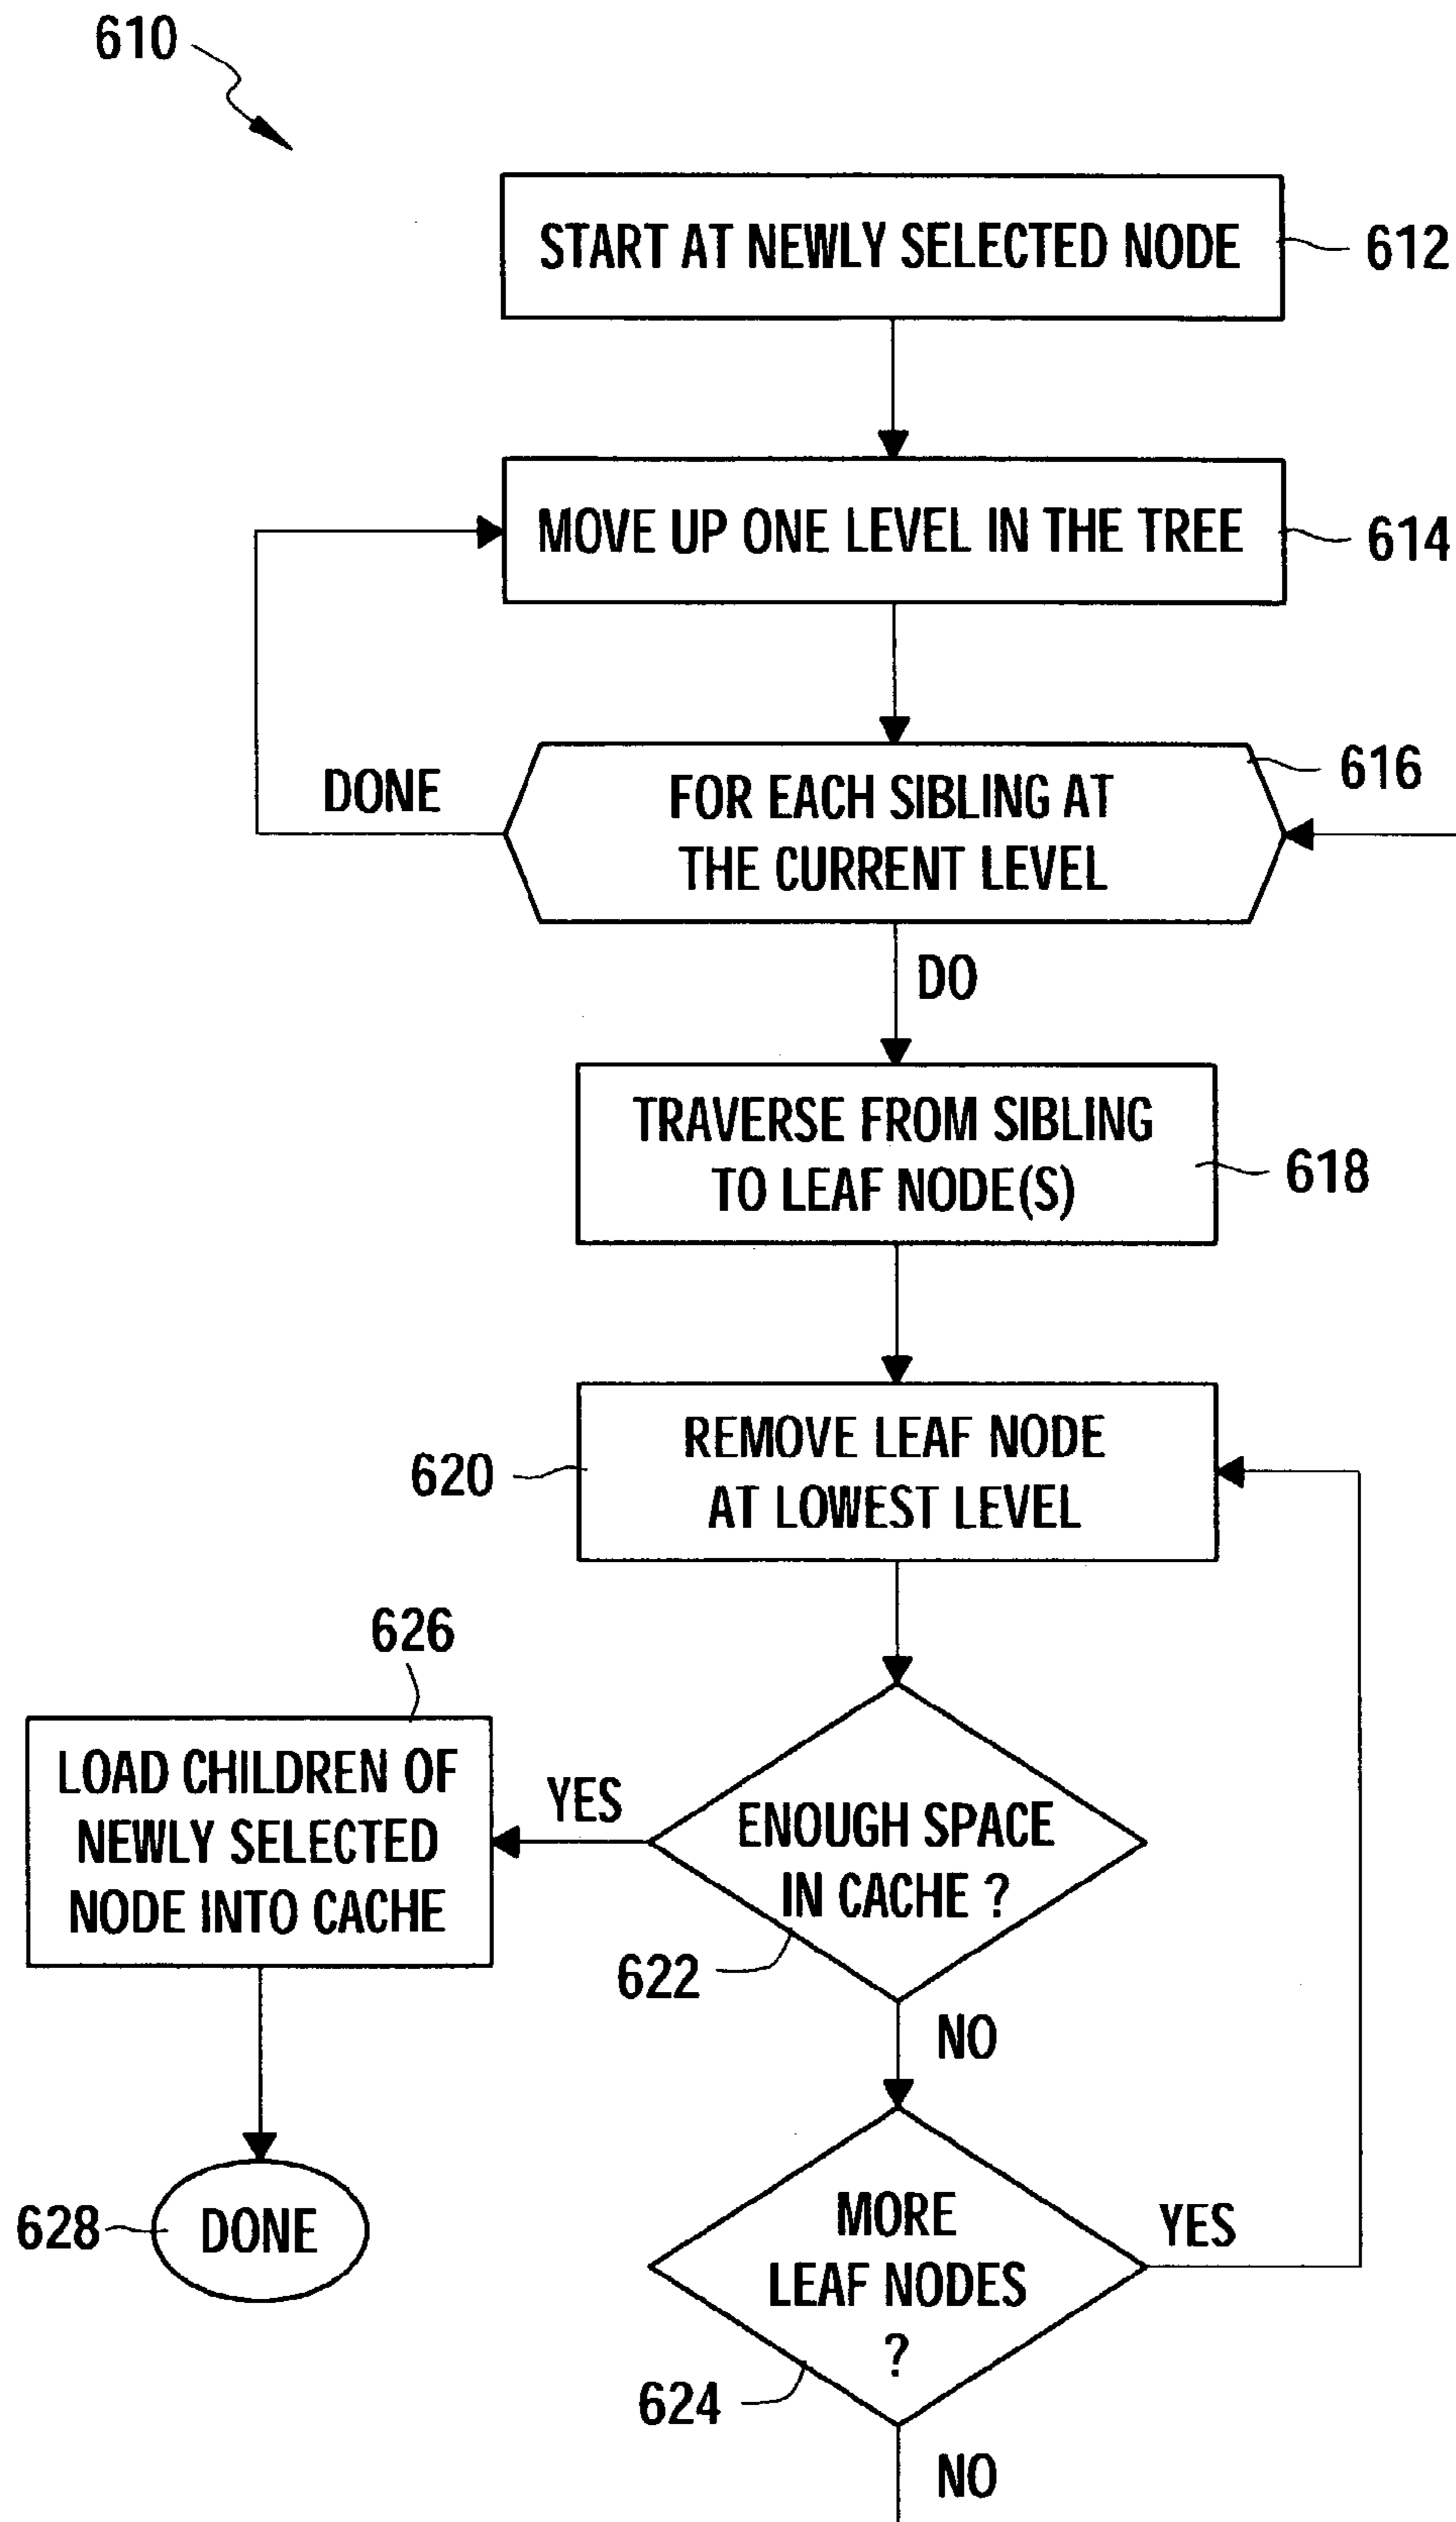 610
START AT NEWLY SELECTED NODE
612
MOVE UP ONE LEVEL IN THE TREE
614
FOR EACH SIBLING AT
THE CURRENT LEVEL
616
DONE
DO
TRAVERSE FROM SIBLING
TO LEAF NODE(S)
618
REMOVE LEAF NODE
AT LOWEST LEVEL
620
626
LOAD CHILDREN OF
NEWLY SELECTED
NODE INTO CACHE
YES
ENOUGH SPACE
IN CACHE ?
622
NO
MORE
LEAF NODES
?
YES
628
DONE
624
NO